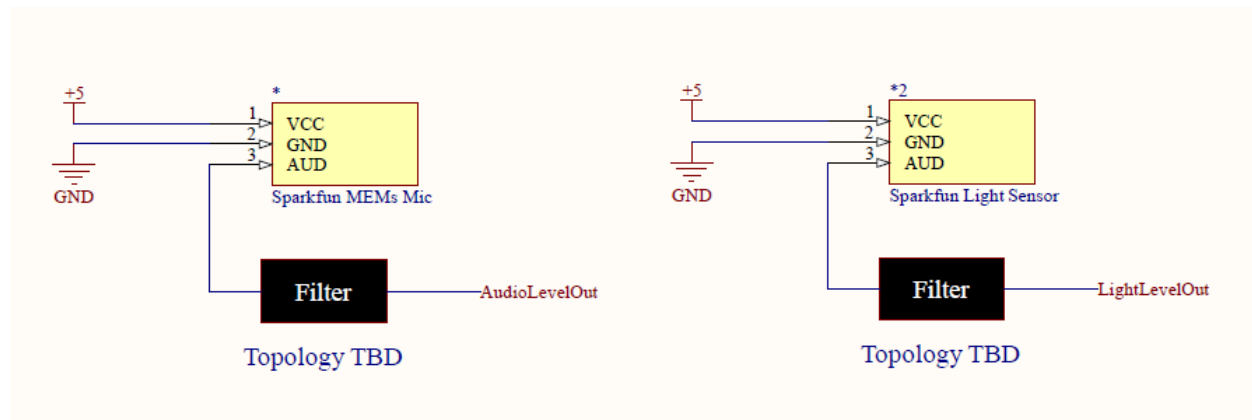 *
+5
1
VCC
2
GND
3
AUD
GND
Sparkfun MEMs Mic
Filter
AudioLevelOut
Topology TBD
*2
+5
1
VCC
2
GND
3
AUD
GND
Sparkfun Light Sensor
Filter
LightLevelOut
Topology TBD